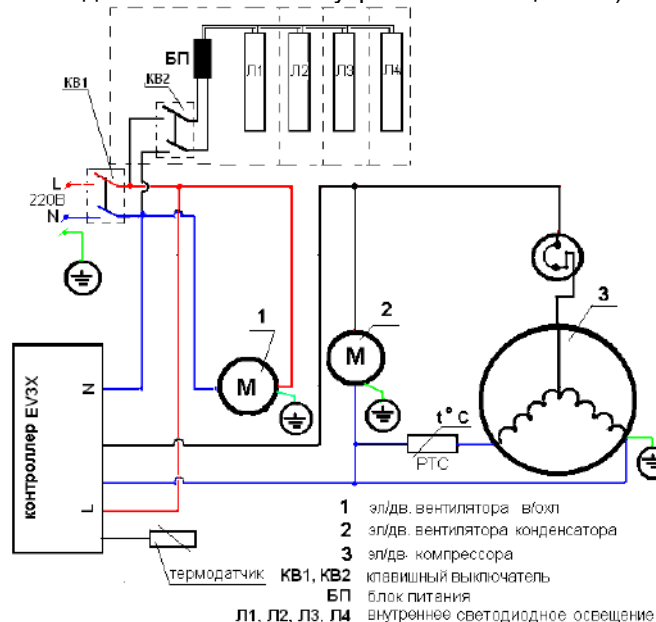 БП
Л1 Л2 Л3 Л4
КВ2
КВ1
L
220В
N
1
2
3
М
М
контроллер EV3X
N
L
t°C
РТС
термодатчик
1 эл/дв. вентилятора в/охл
2 эл/дв. вентилятора конденсатора
3 эл/дв. компрессора
КВ1, КВ2 клавишный выключатель
БП блок питания
Л1, Л2, Л3, Л4 внутреннее светодиодное освещение